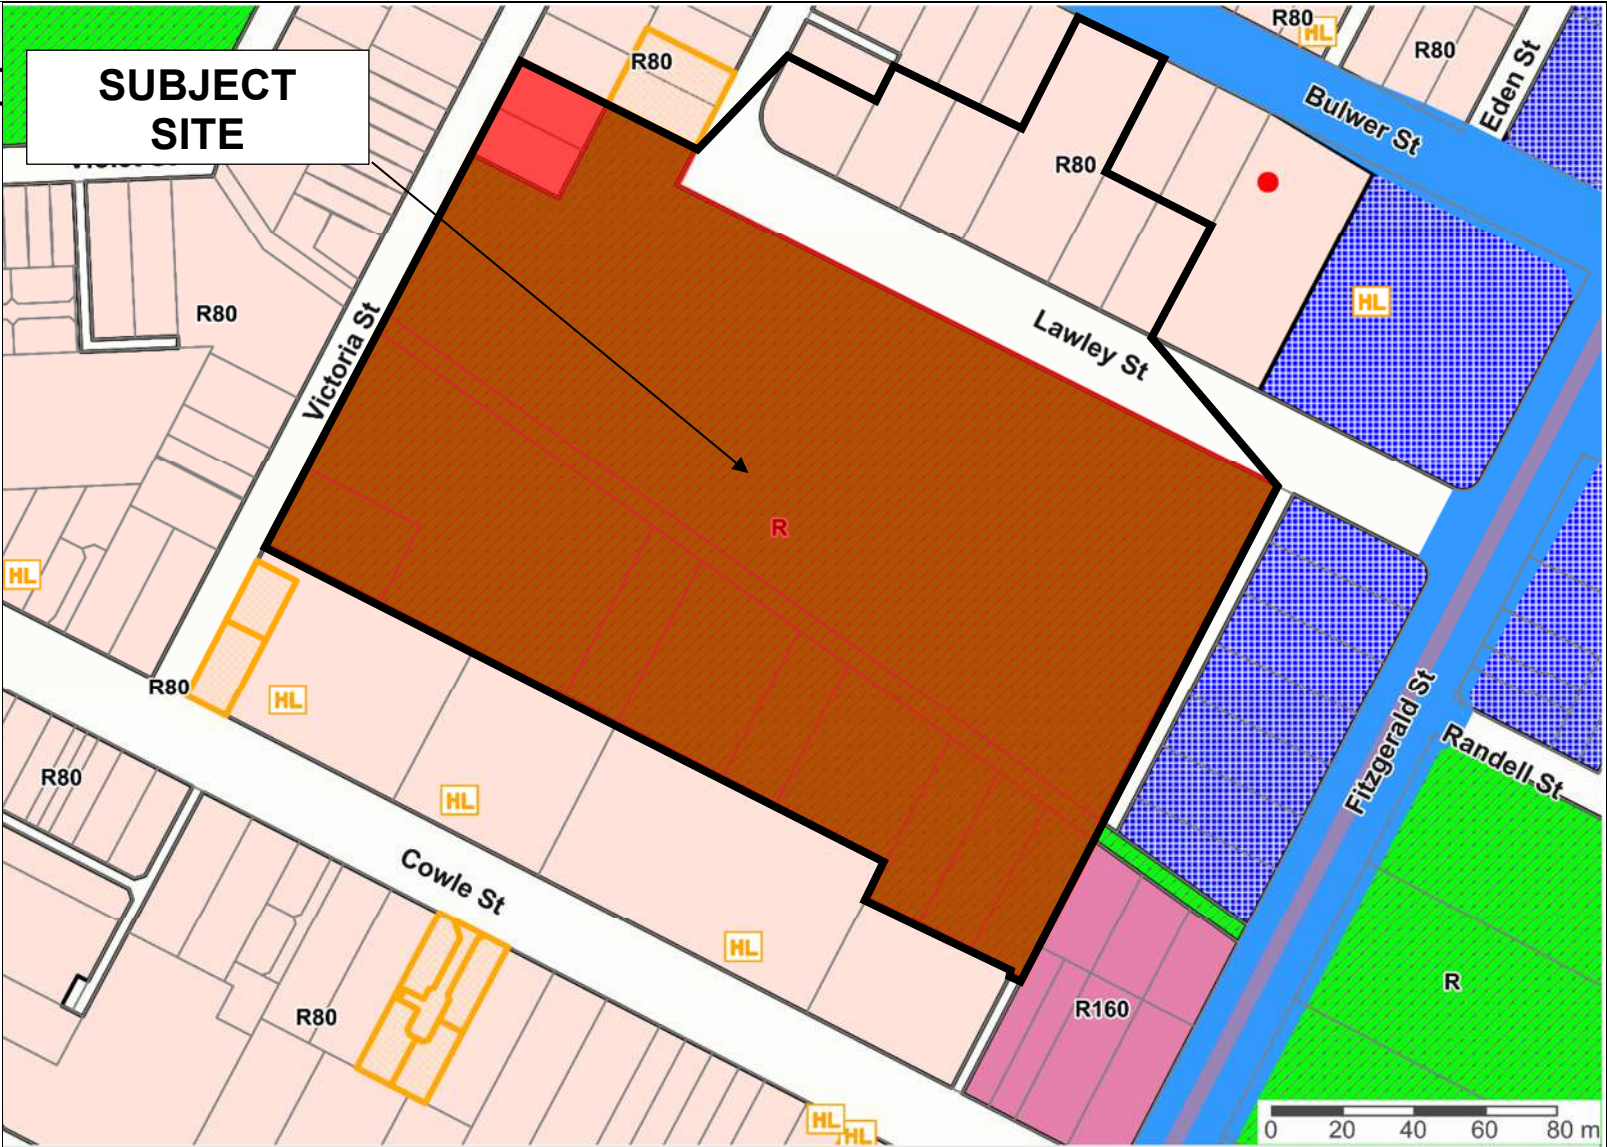 SUBJECT
SITE
R80
R80
HL
R80
Eden St
Bulwer St
R80
HL
R80
Victoria St
Lawley St
R
HL
R80
HL
R80
HL
Fitzgerald St
Randell St
Cowle St
HL
R
R160
R80
HL
HL
0 20 40 60 80 m